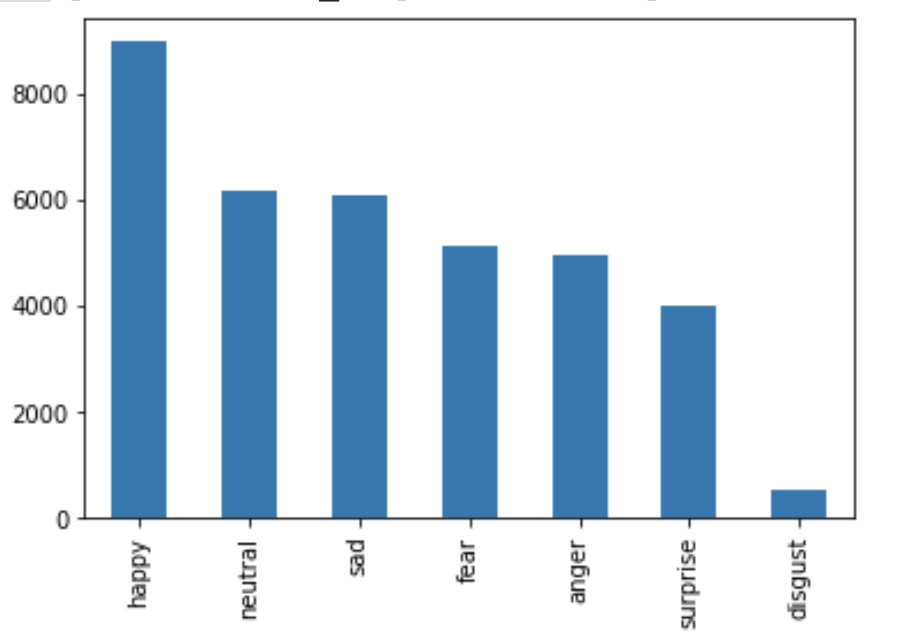 8000
6000
4000
2000
0
happy
neutral
sad
fear
anger
surprise
disgust